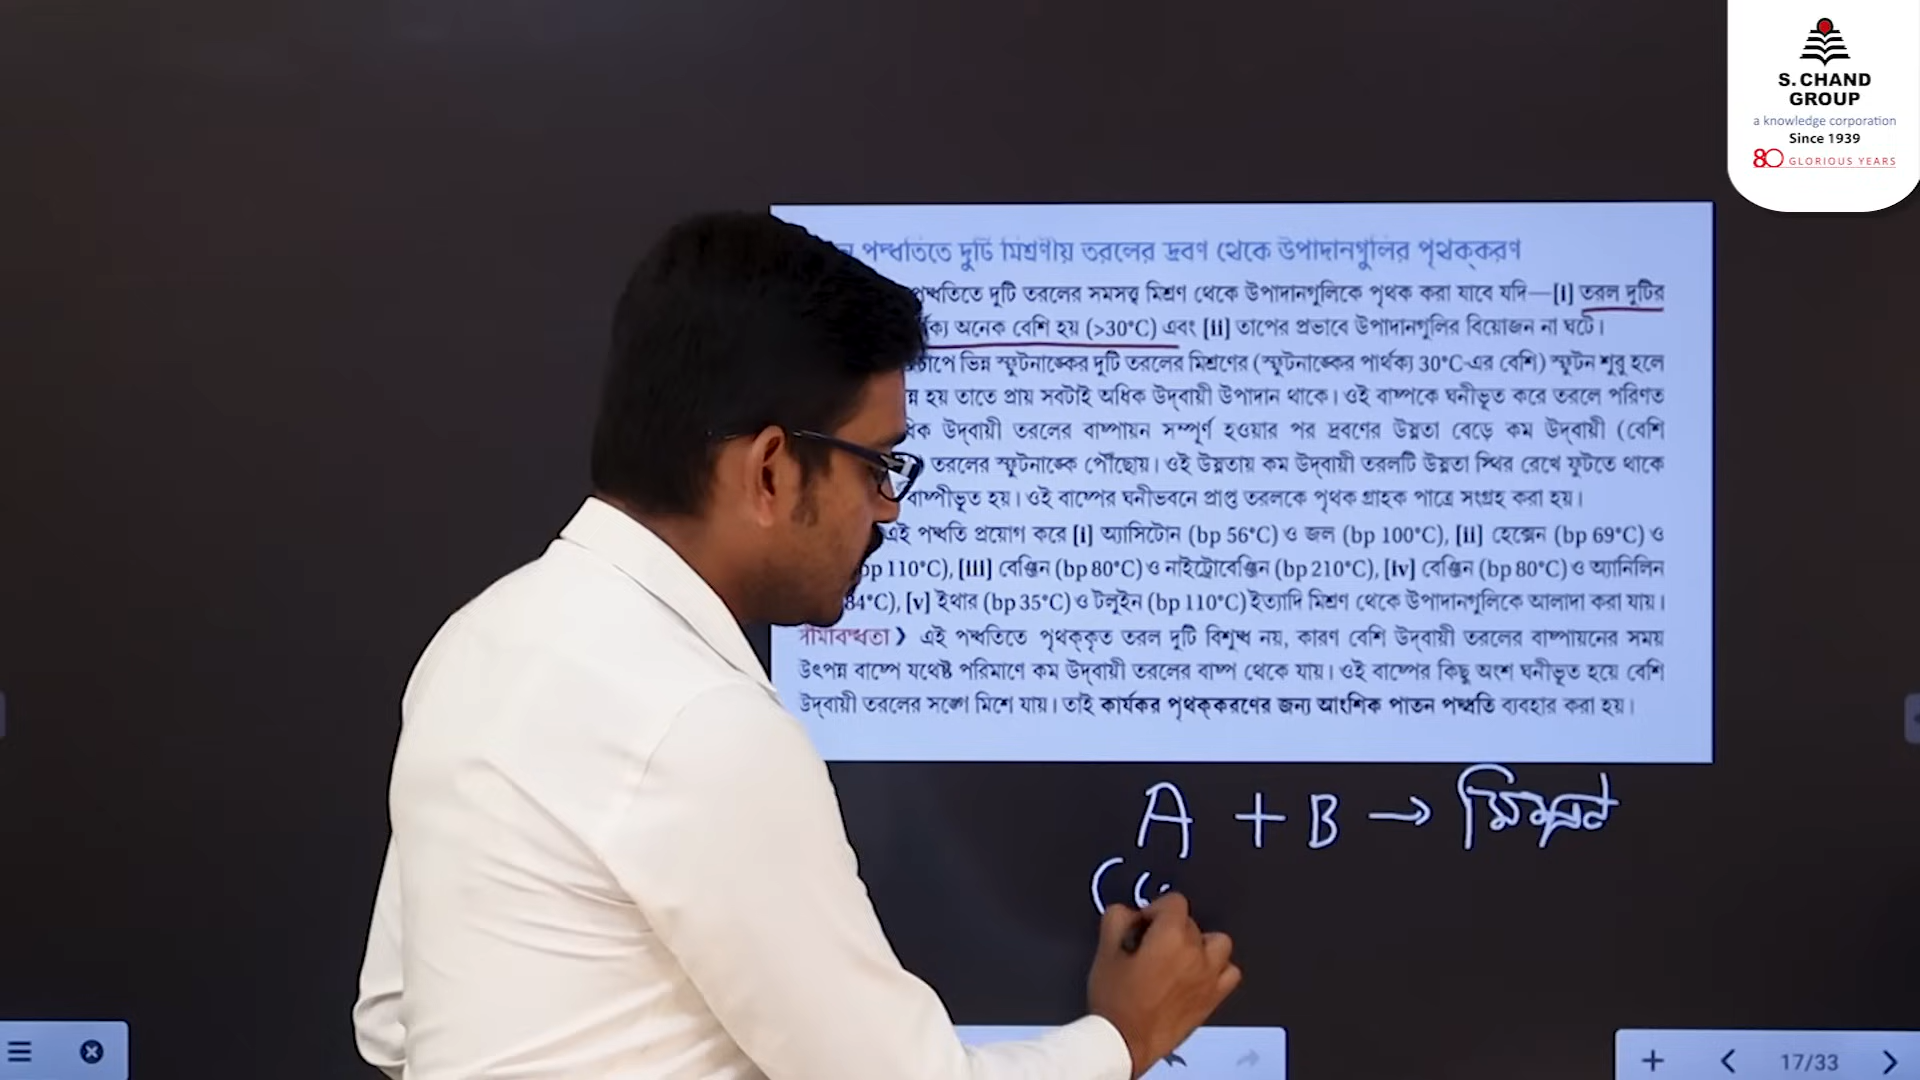 S. CHAND
GROUP
a knowledge corporation
Since 1939
80 GLORIOUS YEARS
পদ্ধতিতে দুটি মিশ্রণীয় তরলের দ্রবণ থেকে উপাদানগুলির পৃথক্‌করণ
পদ্ধতিতে দুটি তরলের সমসত্ত্ব মিশ্রণ থেকে উপাদানগুলিকে পৃথক করা যাবে যদি—[i] তরল দুটির
অনেক বেশি হয় (>30°C) এবং [ii] তাপের প্রভাবে উপাদানগুলির বিয়োজন না ঘটে।
ভিন্ন স্ফুটনাঙ্কের দুটি তরলের মিশ্রণের (স্ফুটনাঙ্কের পার্থক্য 30°C-এর বেশি) স্ফুটন শুরু হলে
হয় তাতে প্রায় সবটাই অধিক উদ্‌বায়ী উপাদান থাকে। ওই বাষ্পকে ঘনীভূত করে তরলে পরিণত
উদ্‌বায়ী তরলের বাষ্পায়ন সম্পূর্ণ হওয়ার পর দ্রবণের উষ্ণতা বেড়ে কম উদ্‌বায়ী (বেশি
তরলের স্ফুটনাঙ্কে পৌঁছোয়। ওই উষ্ণতায় কম উদ্‌বায়ী তরলটি উষ্ণতা স্থির রেখে ফুটতে থাকে
বাষ্পীভূত হয়। ওই বাষ্পের ঘনীভবনে প্রাপ্ত তরলকে পৃথক গ্রাহক পাত্রে সংগ্রহ করা হয়।
এই পদ্ধতি প্রয়োগ করে [i] অ্যাসিটোন (bp 56°C) ও জল (bp 100°C), [ii] হেক্সেন (bp 69°C) ও
bp 110°C), [iii] বেঞ্জিন (bp 80°C) ও নাইট্রোবেঞ্জিন (bp 210°C), [iv] বেঞ্জিন (bp 80°C) ও অ্যানিলিন
84°C), [v] ইথার (bp 35°C) ও টলুইন (bp 110°C) ইত্যাদি মিশ্রণ থেকে উপাদানগুলিকে আলাদা করা যায়।
সীমাবদ্ধতা ❯ এই পদ্ধতিতে পৃথক্‌কৃত তরল দুটি বিশুদ্ধ নয়, কারণ বেশি উদ্‌বায়ী তরলের বাষ্পায়নের সময়
উৎপন্ন বাষ্পে যথেষ্ট পরিমাণে কম উদ্‌বায়ী তরলের বাষ্প থেকে যায়। ওই বাষ্পের কিছু অংশ ঘনীভূত হয়ে বেশি
উদ্‌বায়ী তরলের সঙ্গে মিশে যায়। তাই কার্যকর পৃথক্‌করণের জন্য আংশিক পাতন পদ্ধতি ব্যবহার করা হয়।
A + B → মিশ্রণ
17/33